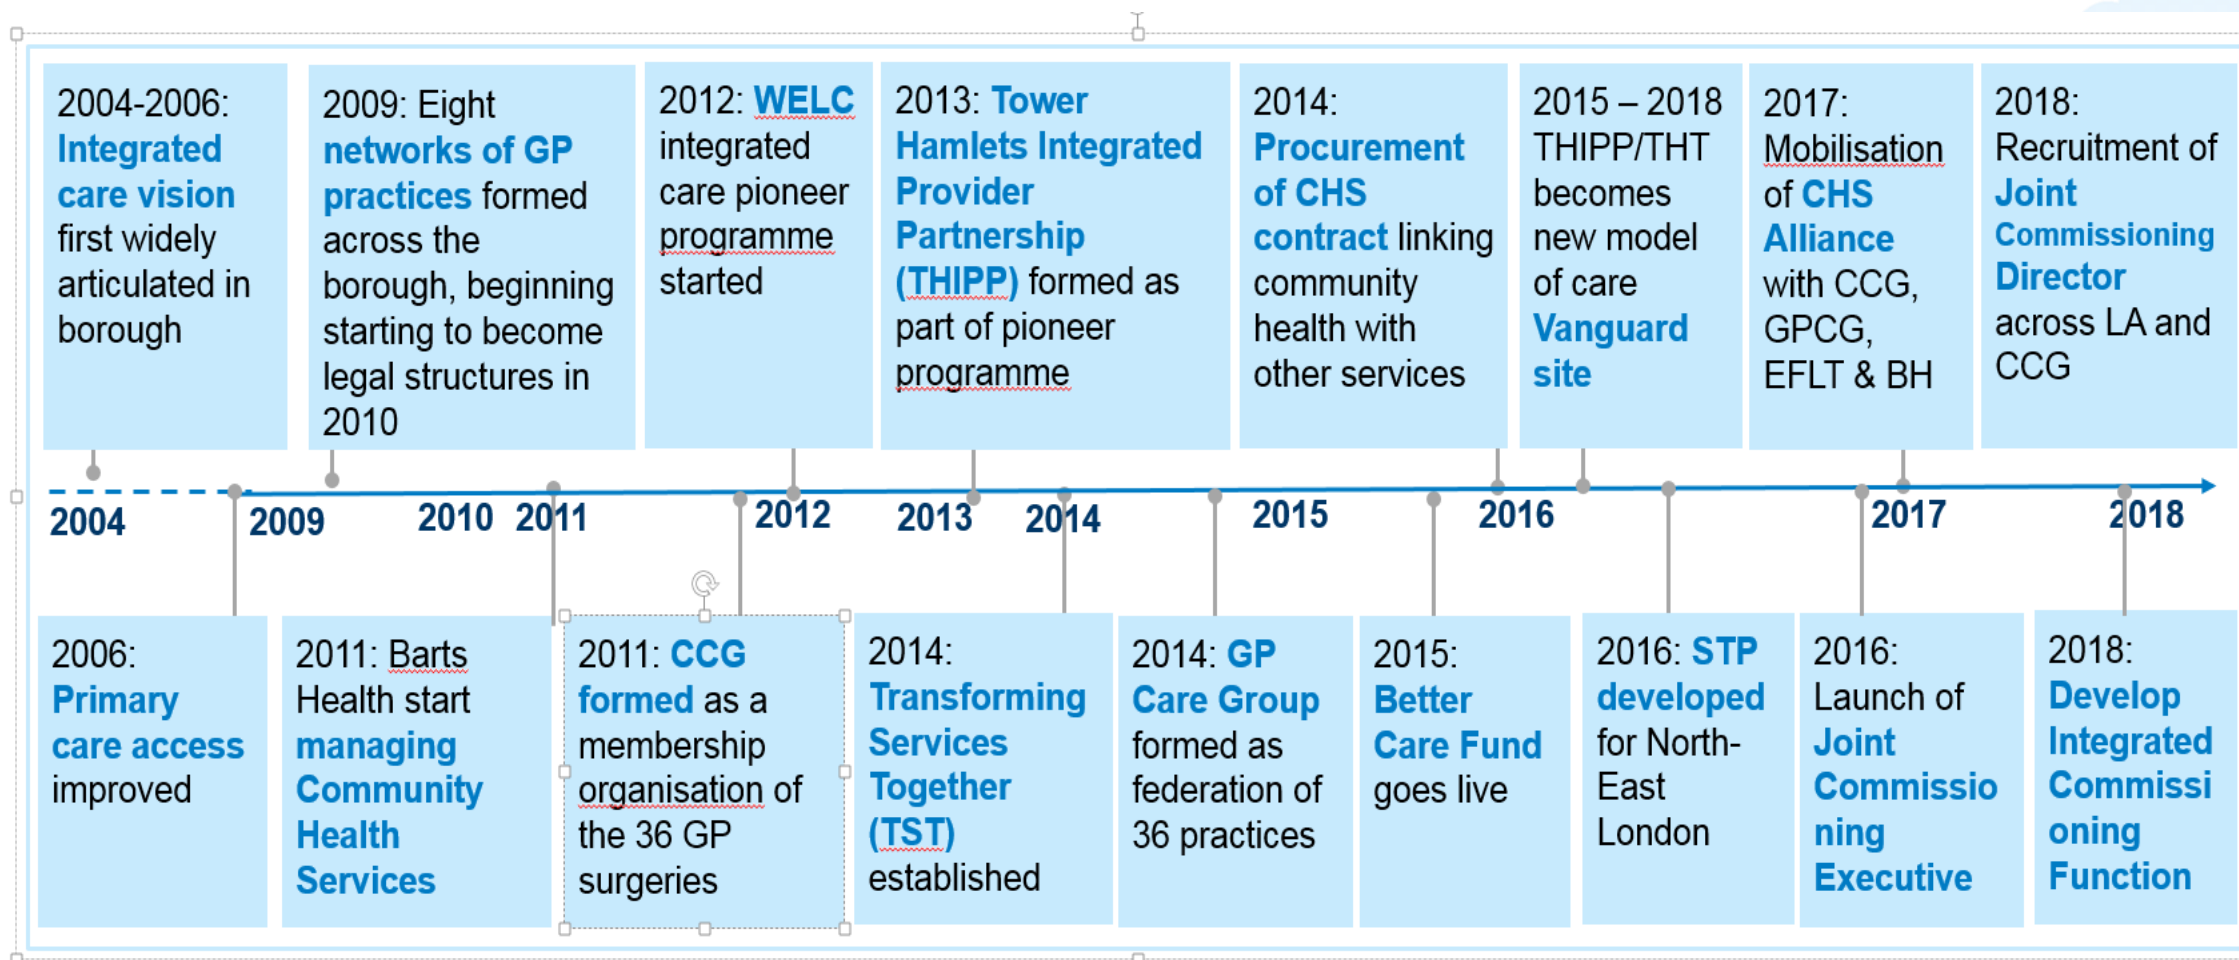 2004-2006:
Integrated
care vision
first widely
articulated in
borough
2009: Eight
networks of GP
practices formed
across the
borough, beginning
starting to become
legal structures in
2010
2012: WELC
integrated
care pioneer
programme
started
2013: Tower
Hamlets Integrated
Provider
Partnership
(THIPP) formed as
part of pioneer
programme
2014:
Procurement
of CHS
contract linking
community
health with
other services
2015 – 2018
THIPP/THT
becomes
new model
of care
Vanguard
site
2017:
Mobilisation
of CHS
Alliance
with CCG,
GPCG,
EFLT & BH
2018:
Recruitment of
Joint
Commissioning
Director
across LA and
CCG
2004
2009
2010
2011
2012
2013
2014
2015
2016
2017
2018
2006:
Primary
care access
improved
2011: Barts
Health start
managing
Community
Health
Services
2011: CCG
formed as a
membership
organisation of
the 36 GP
surgeries
2014:
Transforming
Services
Together
(TST)
established
2014: GP
Care Group
formed as
federation of
36 practices
2015:
Better
Care Fund
goes live
2016: STP
developed
for North-
East
London
2016:
Launch of
Joint
Commissio
ning
Executive
2018:
Develop
Integrated
Commissi
oning
Function